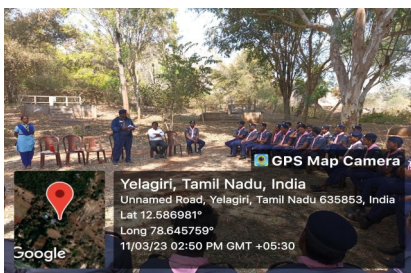 GPS Map Camera
Yelagiri, Tamil Nadu, India
Unnamed Road, Yelagiri, Tamil Nadu 635853, India
Lat 12.586981°
Long 78.645759°
11/03/23 02:50 PM GMT +05:30
Google